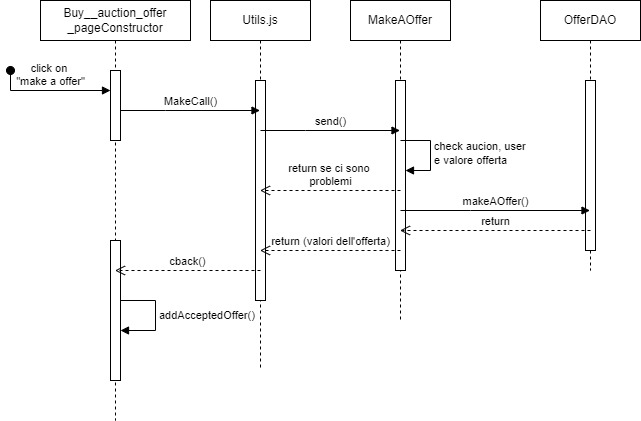 Buy__auction_offer
_pageConstructor
Utils.js
MakeAOffer
OfferDAO
click on
"make a offer"
MakeCall()
send()
check aucion, user
e valore offerta
return se ci sono
problemi
makeAOffer()
return
return (valori dell'offerta)
cback()
addAcceptedOffer()